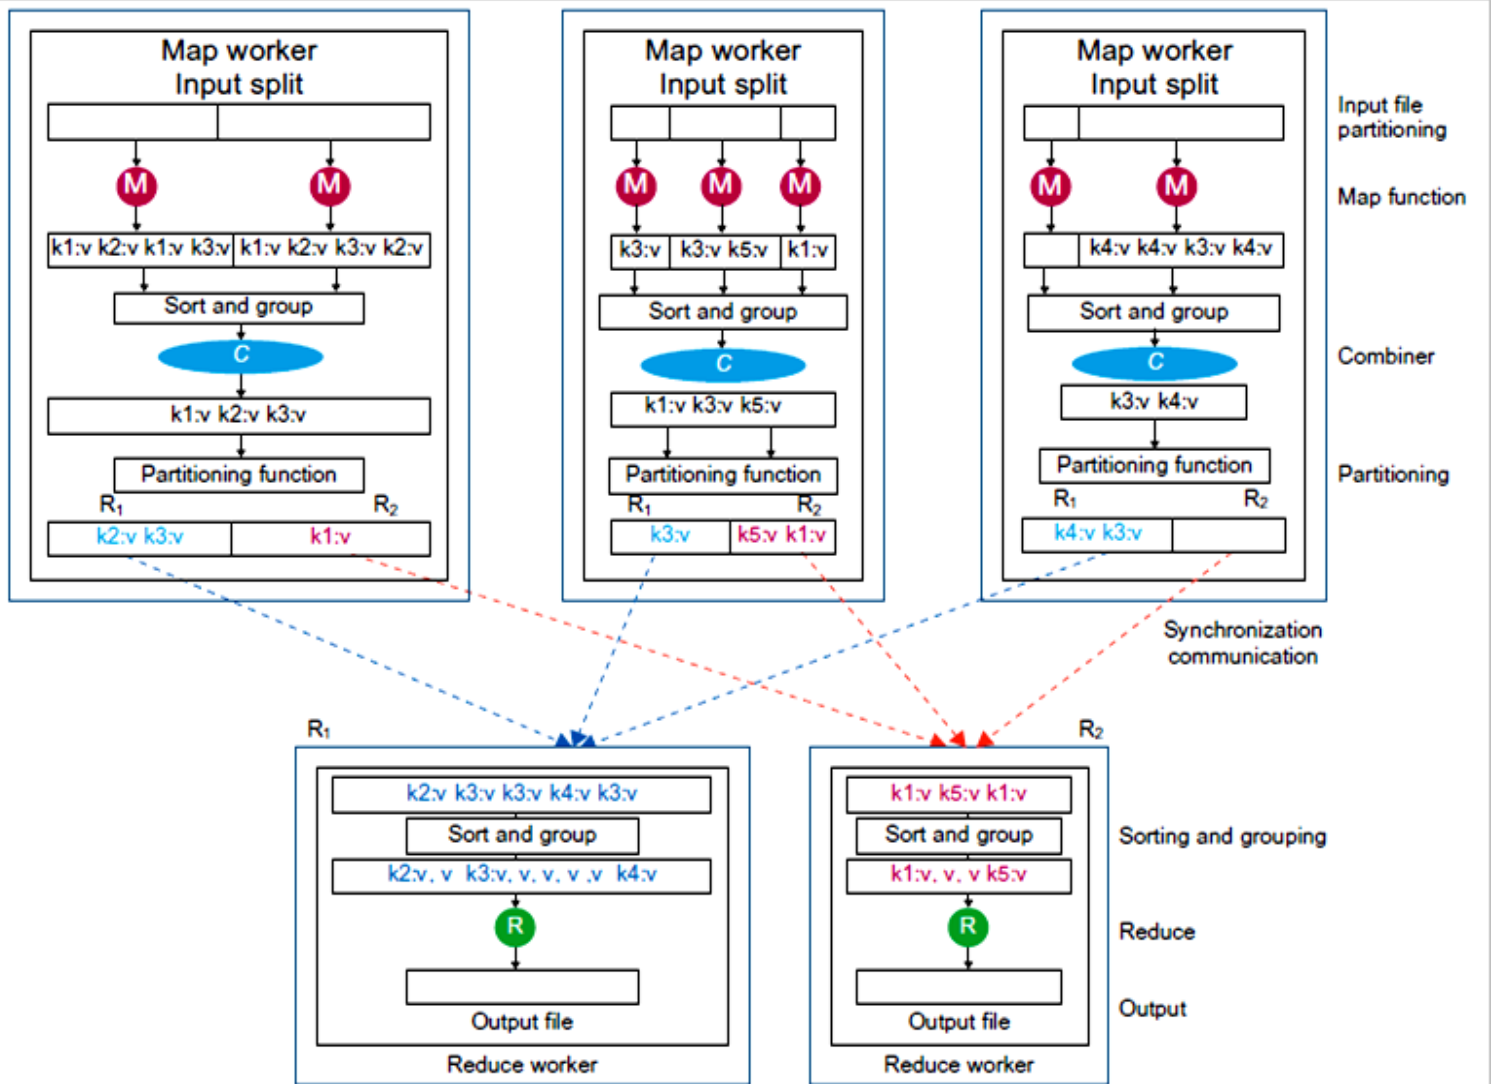 Map worker
Input split
M M
k1:v k2:v k1:v k3:v k1:v k2:v k3:v k2:v
Sort and group
C
k1:v k2:v k3:v
Partitioning function
R1 R2
k2:v k3:v k1:v
Map worker
Input split
M M M
k3:v k3:v k5:v k1:v
Sort and group
C
k1:v k3:v k5:v
Partitioning function
R1 R2
k3:v k5:v k1:v
Map worker
Input split
M M
k4:v k4:v k3:v k4:v
Sort and group
C
k3:v k4:v
Partitioning function
R1 R2
k4:v k3:v
Input file
partitioning
Map function
Combiner
Partitioning
Synchronization
communication
R1
k2:v k3:v k3:v k4:v k3:v
Sort and group
k2:v, v k3:v, v, v, v ,v k4:v
R
Output file
Reduce worker
R2
k1:v k5:v k1:v
Sort and group
k1:v, v, v k5:v
R
Output file
Reduce worker
Sorting and grouping
Reduce
Output